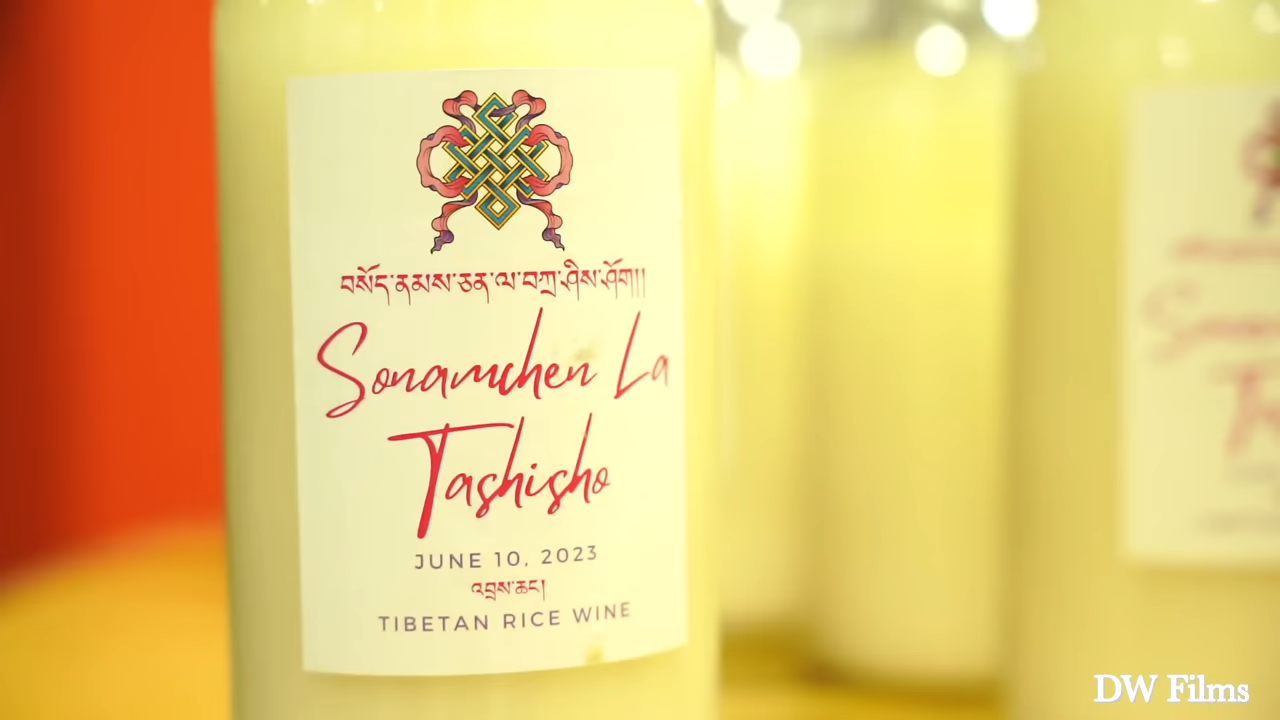 བསོད་ནམས་ཅན་ལ་བཀྲ་ཤིས་ཤོག།
Sonamchen La
Tashisho
JUNE 10, 2023
འབྲས་ཆང།
TIBETAN RICE WINE
DW Films